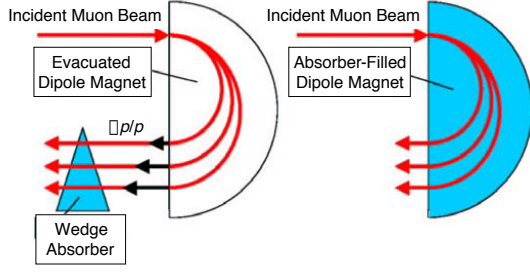 Incident Muon Beam
Evacuated
Dipole Magnet
▯p/p
Wedge
Absorber
Incident Muon Beam
Absorber-Filled
Dipole Magnet